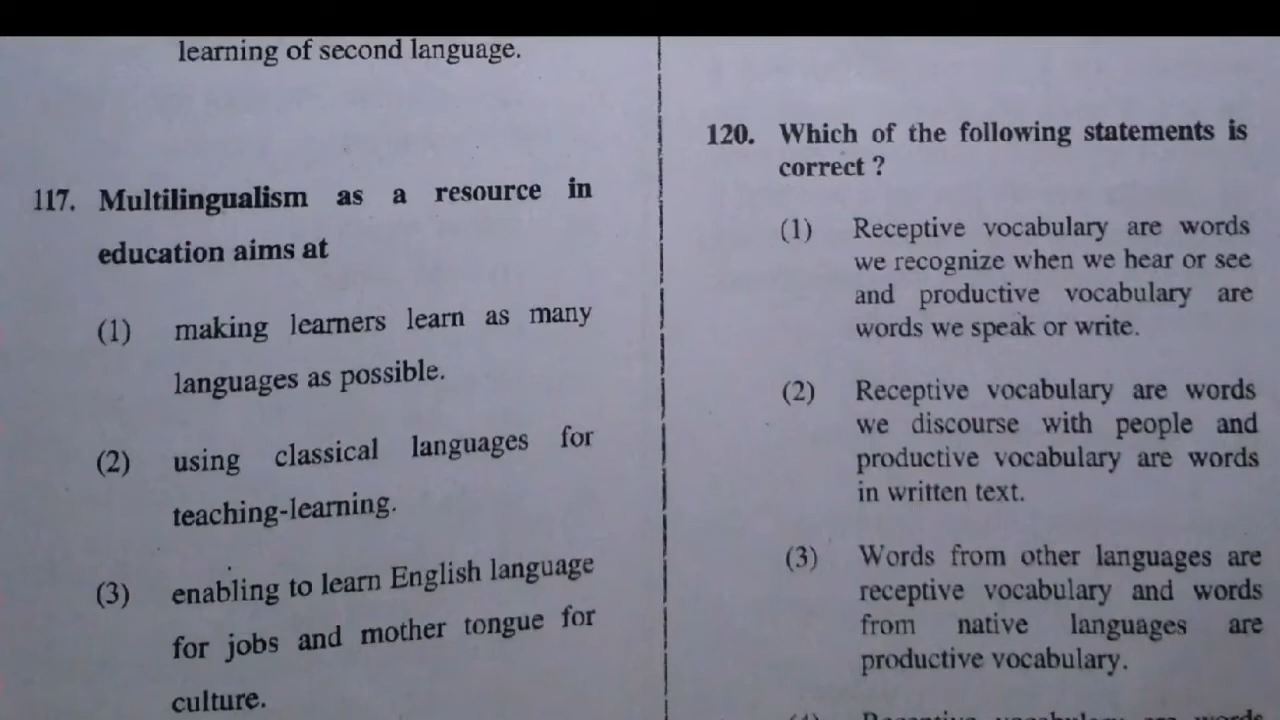 learning of second language.
117. Multilingualism as a resource in
education aims at
(1) making learners learn as many
languages as possible.
(2) using classical languages for
teaching-learning.
(3) enabling to learn English language
for jobs and mother tongue for
culture.
120. Which of the following statements is
correct ?
(1) Receptive vocabulary are words
we recognize when we hear or see
and productive vocabulary are
words we speak or write.
(2) Receptive vocabulary are words
we discourse with people and
productive vocabulary are words
in written text.
(3) Words from other languages are
receptive vocabulary and words
from native languages are
productive vocabulary.
(4) Receptive vocabulary are words